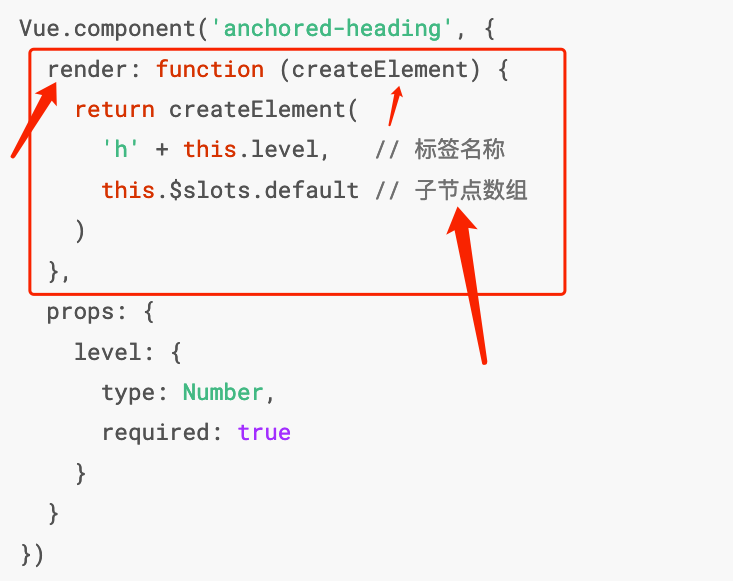 Vue.component('anchored-heading', {
  render: function (createElement) {
    return createElement(
      'h' + this.level,   // 标签名称
      this.$slots.default // 子节点数组
    )
  },
  props: {
    level: {
      type: Number,
      required: true
    }
  }
})